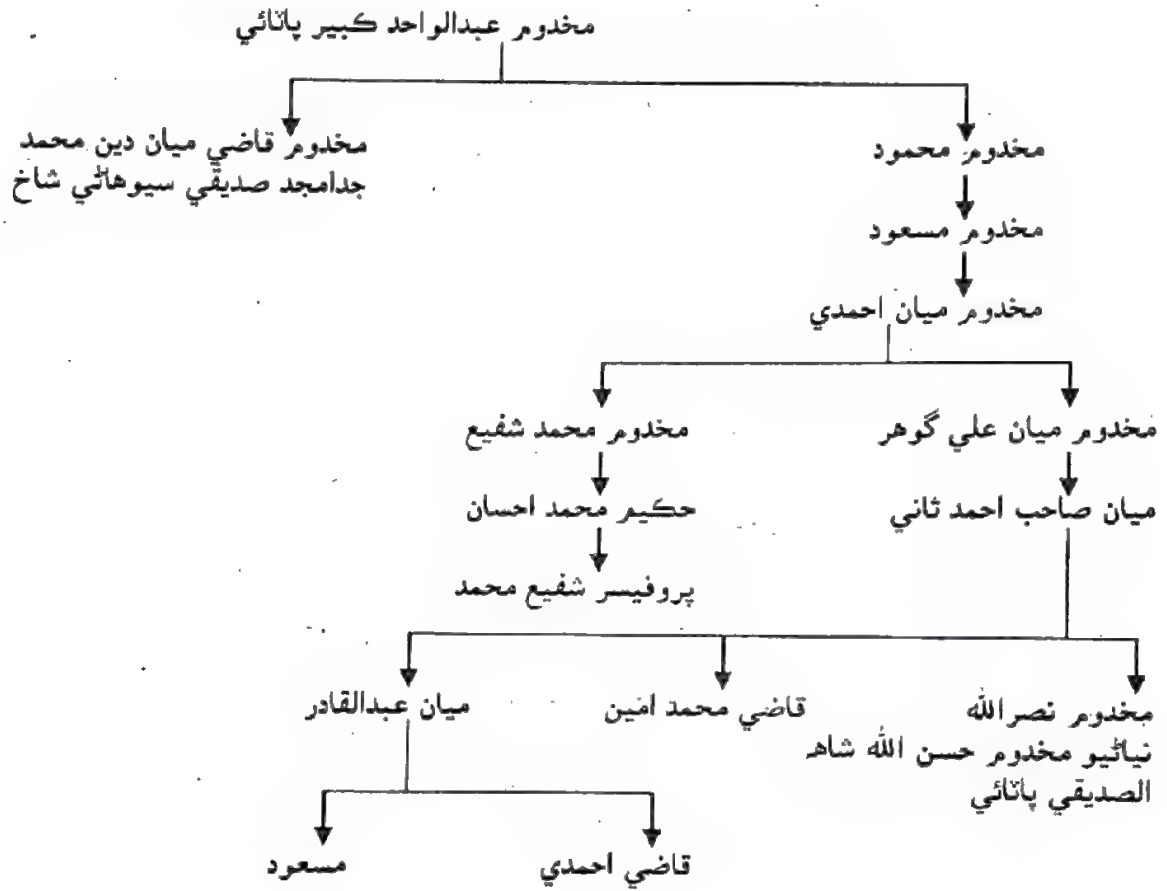 مخدوم عبدالواحد ڪبير پاٽائي
مخدوم محمود
مخدوم قاضي ميان دين محمد
جدامجد صديقي سيوهاڻي شاخ
مخدوم مسعود
مخدوم ميان احمدي
مخدوم ميان علي گوهر
مخدوم محمد شفيع
ميان صاحب احمد ثاني
حڪيم محمد احسان
پروفيسر شفيع محمد
مخدوم نصرالله
نياڻيو مخدوم حسن الله شاهه
الصديقي پاٽائي
قاضي محمد امين
ميان عبدالقادر
قاضي احمدي
مسعود